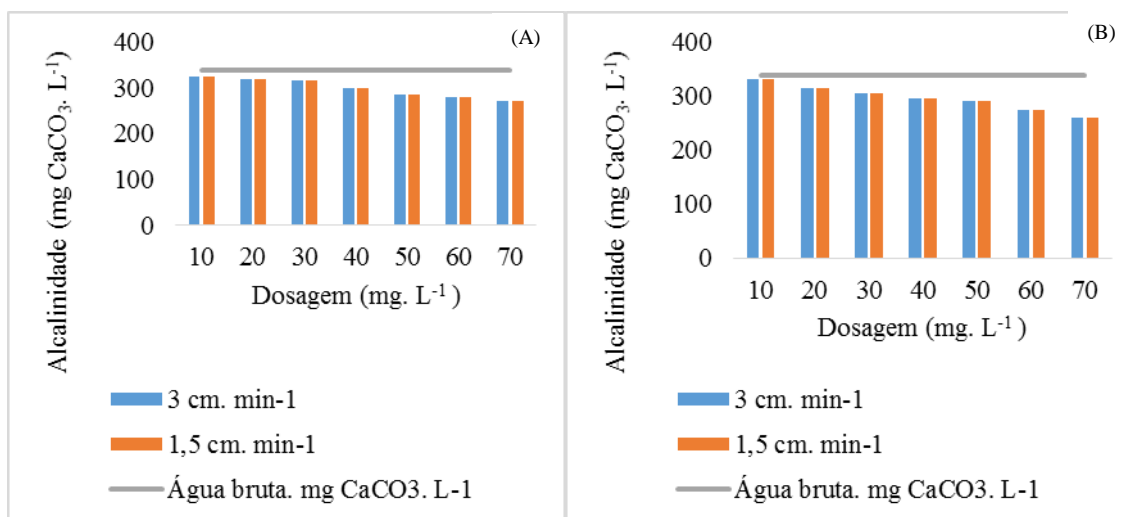 (A)
Alcalinidade (mg CaCO₃. L⁻¹)
400
300
200
100
0
10 20 30 40 50 60 70
Dosagem (mg. L⁻¹ )
3 cm. min-1
1,5 cm. min-1
Água bruta. mg CaCO3. L-1
(B)
Alcalinidade (mg CaCO₃. L⁻¹)
400
300
200
100
0
10 20 30 40 50 60 70
Dosagem (mg. L⁻¹ )
3 cm. min-1
1,5 cm. min-1
Água bruta. mg CaCO3. L-1